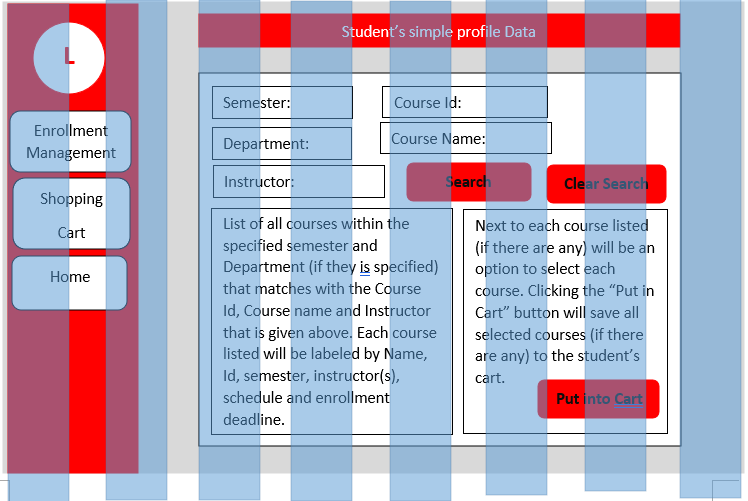 Student's simple profile Data
L
Enrollment
Management
Shopping
Cart
Home
Semester:
Course Id:
Department:
Course Name:
Instructor:
Search
Clear Search
List of all courses within the
specified semester and
Department (if they is specified)
that matches with the Course
Id, Course name and Instructor
that is given above. Each course
listed will be labeled by Name,
Id, semester, instructor(s),
schedule and enrollment
deadline.
Next to each course listed
(if there are any) will be an
option to select each
course. Clicking the “Put in
Cart” button will save all
selected courses (if there
are any) to the student’s
cart.
Put into Cart